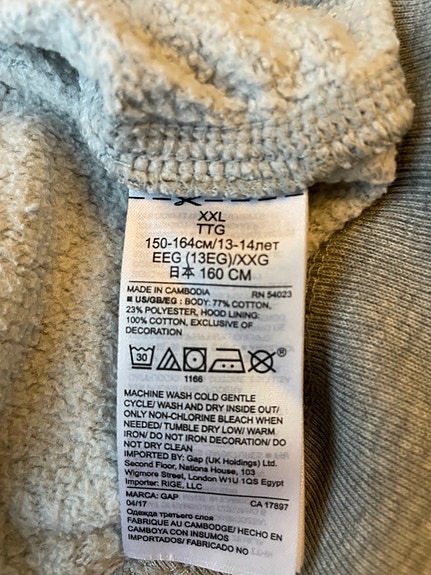 XXL
TTG
150-164см/13-14лет
EEG (13EG)/XXG
日本 160 CM
MADE IN CAMBODIA RN 54023
■ US/GB/EG : BODY: 77% COTTON,
23% POLYESTER, HOOD LINING:
100% COTTON, EXCLUSIVE OF
DECORATION
30 ®
1166
MACHINE WASH COLD GENTLE
CYCLE/ WASH AND DRY INSIDE OUT/
ONLY NON-CHLORINE BLEACH WHEN
NEEDED/ TUMBLE DRY LOW/ WARM
IRON/ DO NOT IRON DECORATION/ DO
NOT DRY CLEAN
IMPORTED BY: Gap (UK Holdings) Ltd.
Second Floor, Nations House, 103
Wigmore Street, London W1U 1QS Egypt
Importer: RIGE, LLC
MARCA: GAP CA 17897
04/17
Одежда третьего слоя
FABRIQUE AU CAMBODGE/ HECHO EN
CAMBOYA CON INSUMOS
IMPORTADOS/ FABRICADO NO